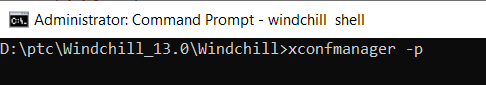 Administrator: Command Prompt - windchill  shell
D:\ptc\Windchill_13.0\Windchill>xconfmanager -p